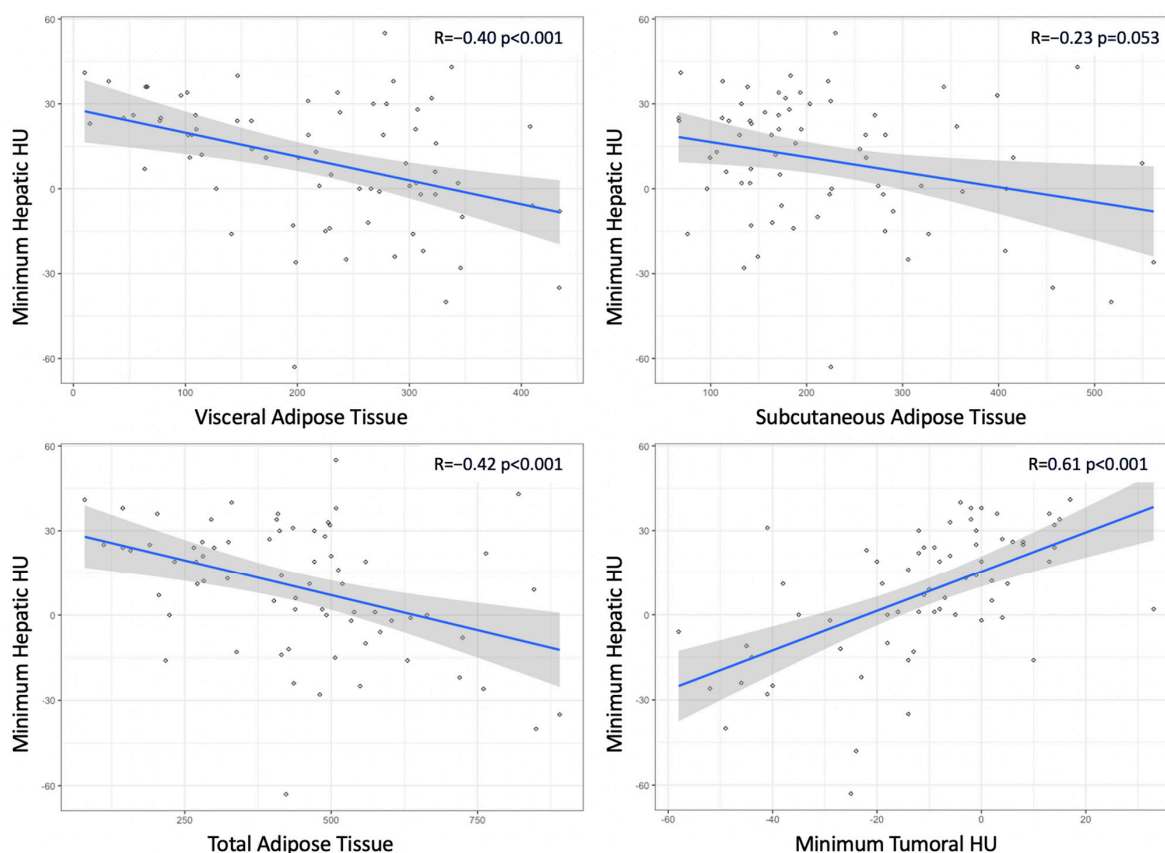 R=−0.40 p<0.001
60
30
0
-30
-60
Minimum Hepatic HU
0 100 200 300 400
Visceral Adipose Tissue
R=−0.23 p=0.053
60
30
0
-30
-60
Minimum Hepatic HU
100 200 300 400 500
Subcutaneous Adipose Tissue
R=−0.42 p<0.001
60
30
0
-30
-60
Minimum Hepatic HU
250 500 750
Total Adipose Tissue
R=0.61 p<0.001
60
30
0
-30
-60
Minimum Hepatic HU
-60 -40 -20 0 20
Minimum Tumoral HU